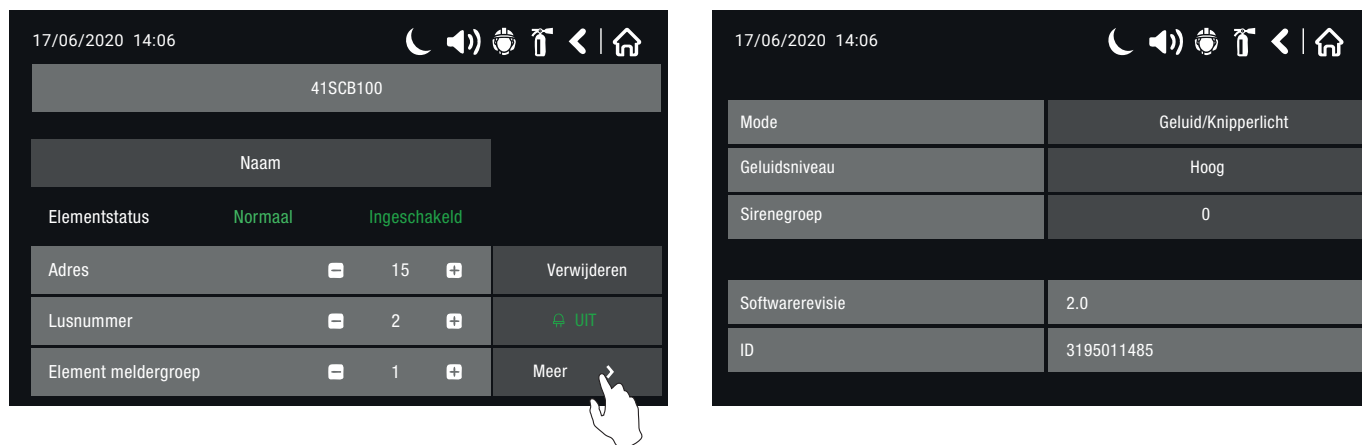 17/06/2020 14:06
41SCB100
Naam
Elementstatus Normaal Ingeschakeld
Adres 15 Verwijderen
Lusnummer 2 UIT
Element meldergroep 1 Meer
17/06/2020 14:06
Mode Geluid/Knipperlicht
Geluidsniveau Hoog
Sirenegroep 0
Softwarerevisie 2.0
ID 3195011485